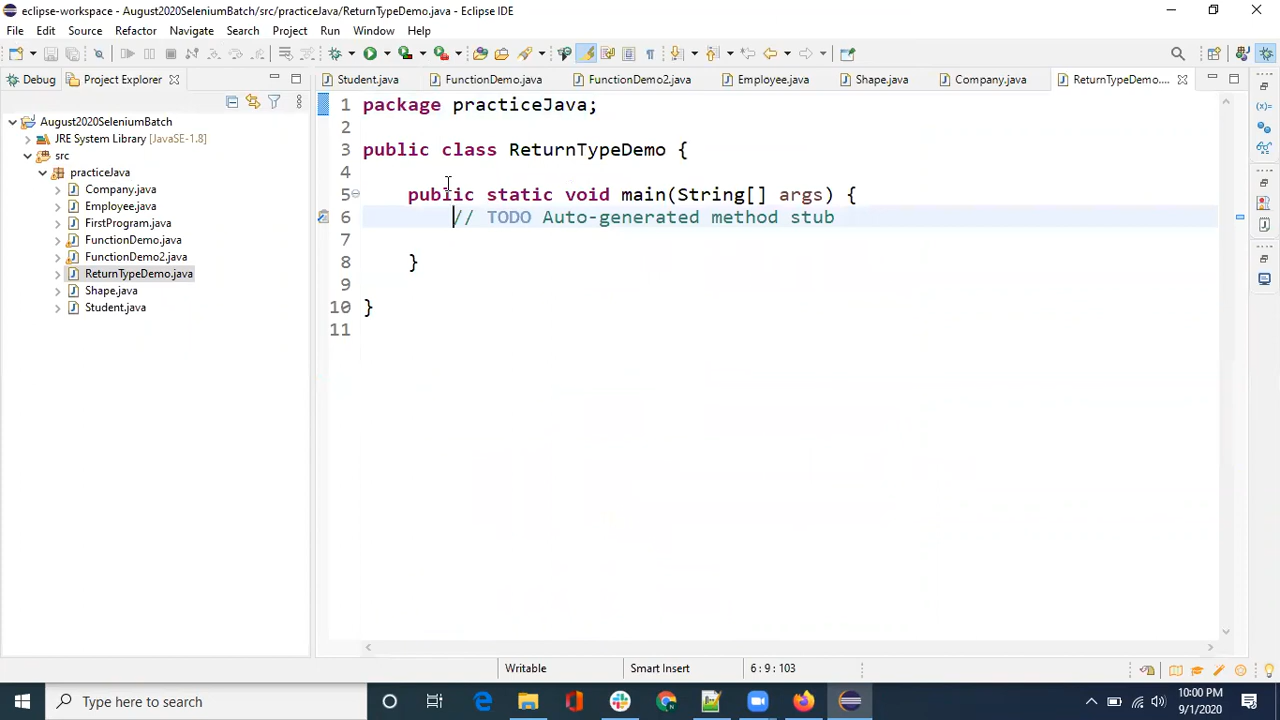 eclipse-workspace - August2020SeleniumBatch/src/practiceJava/ReturnTypeDemo.java - Eclipse IDE
File Edit Source Refactor Navigate Search Project Run Window Help
Debug Project Explorer
Student.java FunctionDemo.java FunctionDemo2.java Employee.java Shape.java Company.java ReturnTypeDemo....
August2020SeleniumBatch
JRE System Library [JavaSE-1.8]
src
practiceJava
Company.java
Employee.java
FirstProgram.java
FunctionDemo.java
FunctionDemo2.java
ReturnTypeDemo.java
Shape.java
Student.java
1 package practiceJava;
2
3 public class ReturnTypeDemo {
4
5 public static void main(String[] args) {
6 // TODO Auto-generated method stub
7
8 }
9
10 }
11
Writable Smart Insert 6 : 9 : 103
Type here to search
10:00 PM
9/1/2020